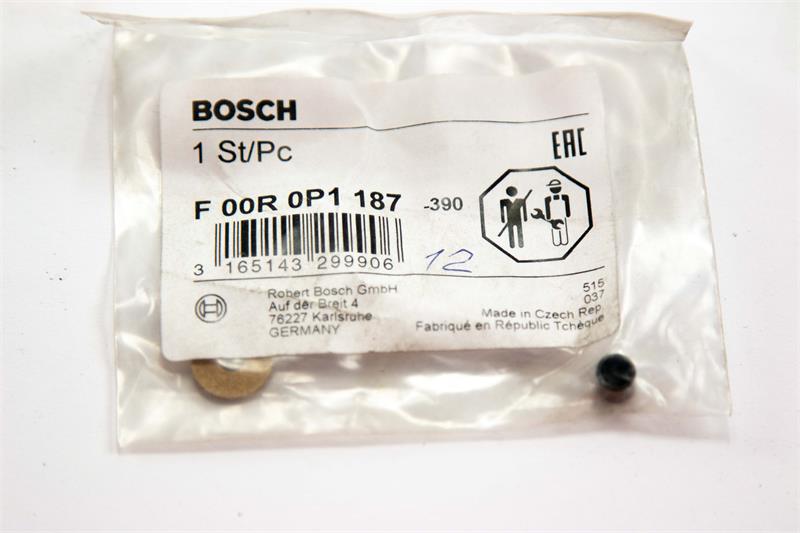 BOSCH
1 St/Pc
EAC
F 00R 0P1 187 -390
3 165143 299906
12
Robert Bosch GmbH
Auf der Breit 4
76227 Karlsruhe
GERMANY
515
037
Made in Czech Rep.
Fabriqué en Républic Tchèque